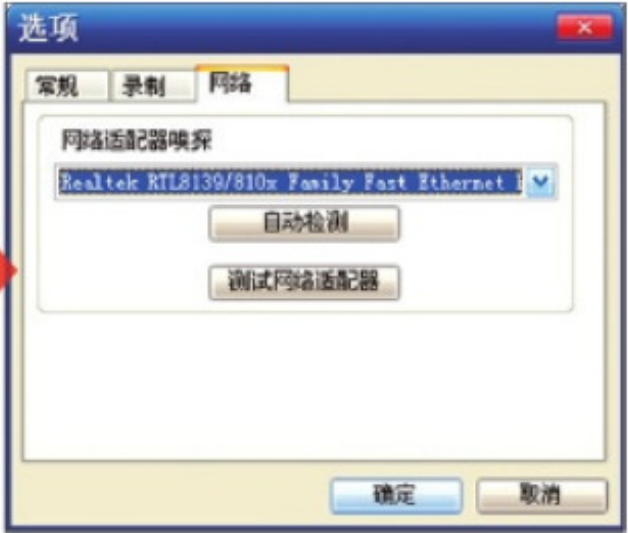 选项
常规 录制 网络
网络适配器嗅探
Realtek RTL8139/810x Family Fast Ethernet
自动检测
测试网络适配器
确定 取消